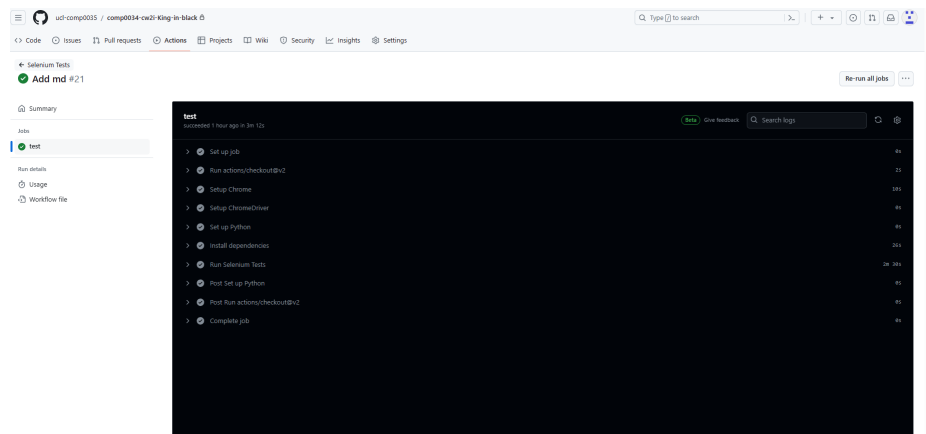 ucl-comp0035 / comp0034-cw2i-King-in-black
Type / to search
Code Issues Pull requests Actions Projects Wiki Security Insights Settings
Selenium Tests
Add md #21
Re-run all jobs
Summary
Jobs
test
Run details
Usage
Workflow file
test
succeeded 1 hour ago in 3m 12s
Beta Give feedback
Search logs
Set up job 0s
Run actions/checkout@v2 2s
Setup Chrome 10s
Setup ChromeDriver 0s
Set up Python 0s
Install dependencies 26s
Run Selenium Tests 2m 30s
Post Set up Python 0s
Post Run actions/checkout@v2 0s
Complete job 0s